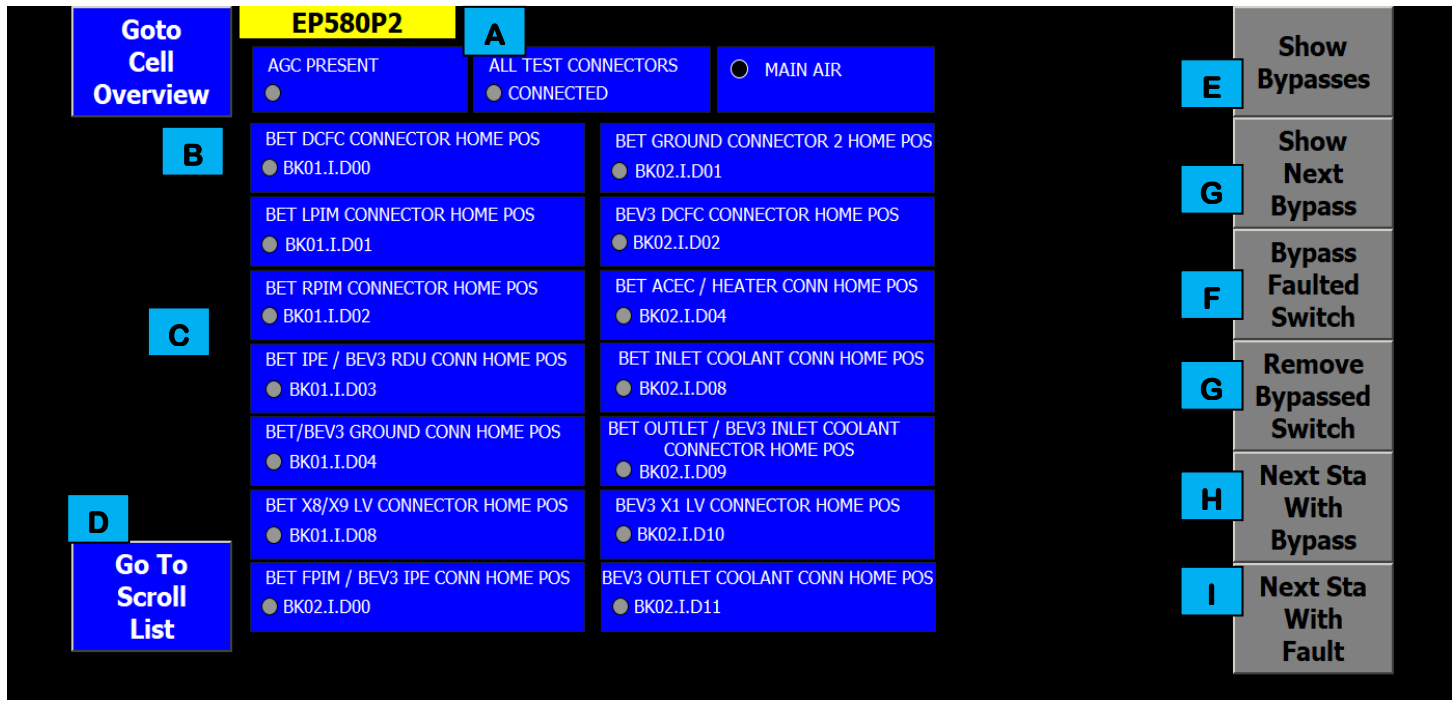 Goto
Cell
Overview
EP580P2
A
AGC PRESENT
ALL TEST CONNECTORS
CONNECTED
MAIN AIR
B
BET DCFC CONNECTOR HOME POS
BK01.I.D00
BET GROUND CONNECTOR 2 HOME POS
BK02.I.D01
BET LPIM CONNECTOR HOME POS
BK01.I.D01
BEV3 DCFC CONNECTOR HOME POS
BK02.I.D02
C
BET RPIM CONNECTOR HOME POS
BK01.I.D02
BET ACEC / HEATER CONN HOME POS
BK02.I.D04
BET IPE / BEV3 RDU CONN HOME POS
BK01.I.D03
BET INLET COOLANT CONN HOME POS
BK02.I.D08
BET/BEV3 GROUND CONN HOME POS
BK01.I.D04
BET OUTLET / BEV3 INLET COOLANT
CONNECTOR HOME POS
BK02.I.D09
BET X8/X9 LV CONNECTOR HOME POS
BK01.I.D08
BEV3 X1 LV CONNECTOR HOME POS
BK02.I.D10
BET FPIM / BEV3 IPE CONN HOME POS
BK02.I.D00
BEV3 OUTLET COOLANT CONN HOME POS
BK02.I.D11
D
Go To
Scroll
List
E
Show
Bypasses
G
Show
Next
Bypass
F
Bypass
Faulted
Switch
G
Remove
Bypassed
Switch
H
Next Sta
With
Bypass
I
Next Sta
With
Fault